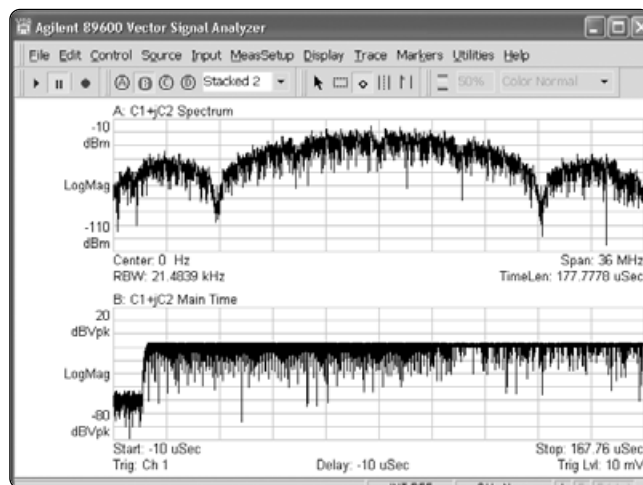 Agilent 89600 Vector Signal Analyzer
File Edit Control Source Input MeasSetup Display Trace Markers Utilities Help
A B C D Stacked 2 50% Color Normal
A: C1+jC2 Spectrum
-10
dBm
LogMag
-110
dBm
Center: 0 Hz Span: 36 MHz
RBW: 21.4839 kHz TimeLen: 177.7778 uSec
B: C1+jC2 Main Time
20
dBVpk
LogMag
-80
dBVpk
Start: -10 uSec Stop: 167.76 uSec
Trig: Ch 1 Delay: -10 uSec Trig Lvl: 10 mV